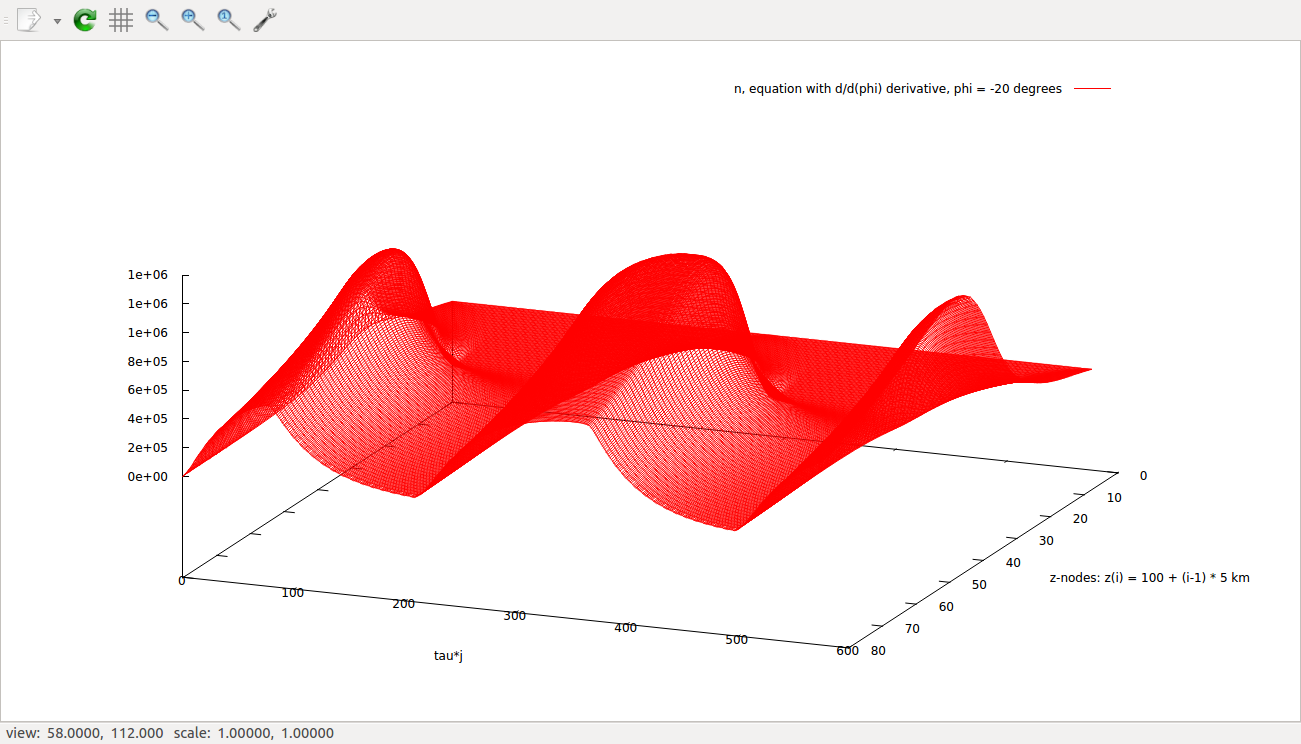 n, equation with d/d(phi) derivative, phi = -20 degrees
1e+06
1e+06
1e+06
8e+05
6e+05
4e+05
2e+05
0e+00
0
100
200
300
400
500
600
tau*j
0
10
20
30
40
50
60
70
80
z-nodes: z(i) = 100 + (i-1) * 5 km
view: 58.0000, 112.000 scale: 1.00000, 1.00000